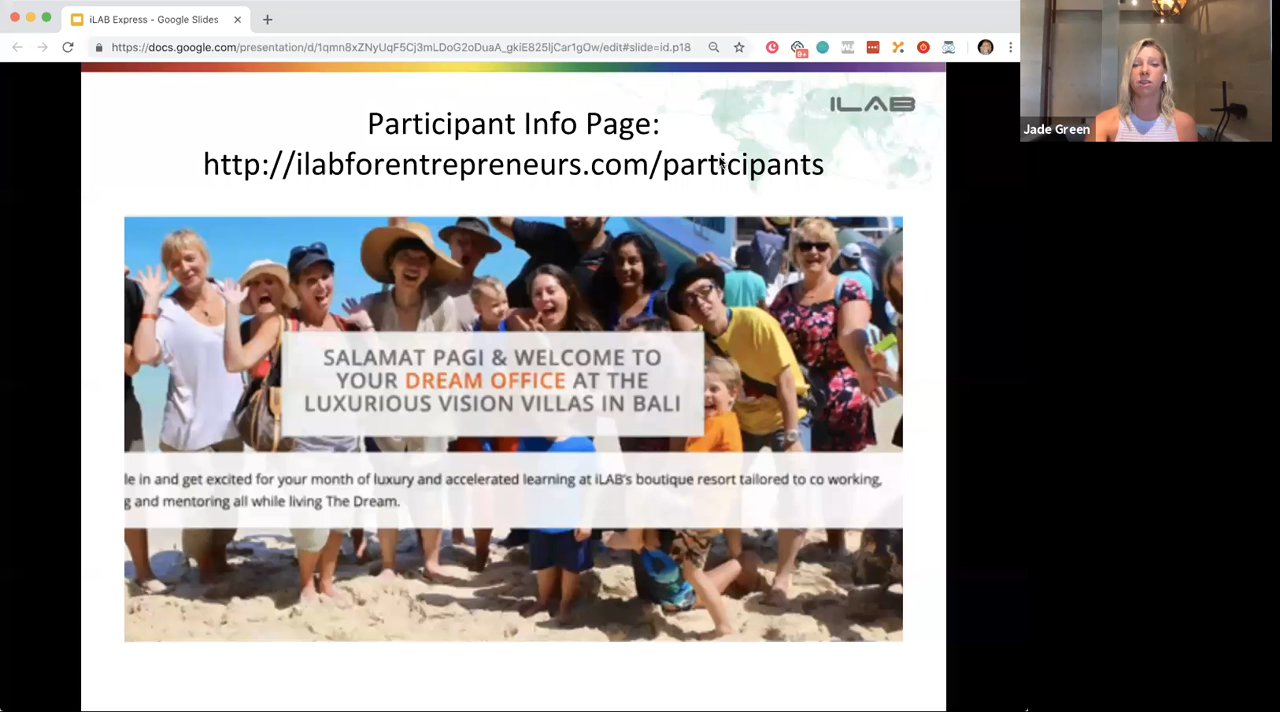 iLAB Express - Google Slides
https://docs.google.com/presentation/d/1qmn8xZNyUqF5Cj3mLDoG2oDuaA_gkiE825IjCar1gOw/edit#slide=id.p18
9+
Jade Green
ILAB
Participant Info Page:
http://ilabforentrepreneurs.com/participants
SALAMAT PAGI & WELCOME TO
YOUR DREAM OFFICE AT THE
LUXURIOUS VISION VILLAS IN BALI
le in and get excited for your month of luxury and accelerated learning at iLAB's boutique resort tailored to co working,
g and mentoring all while living The Dream.